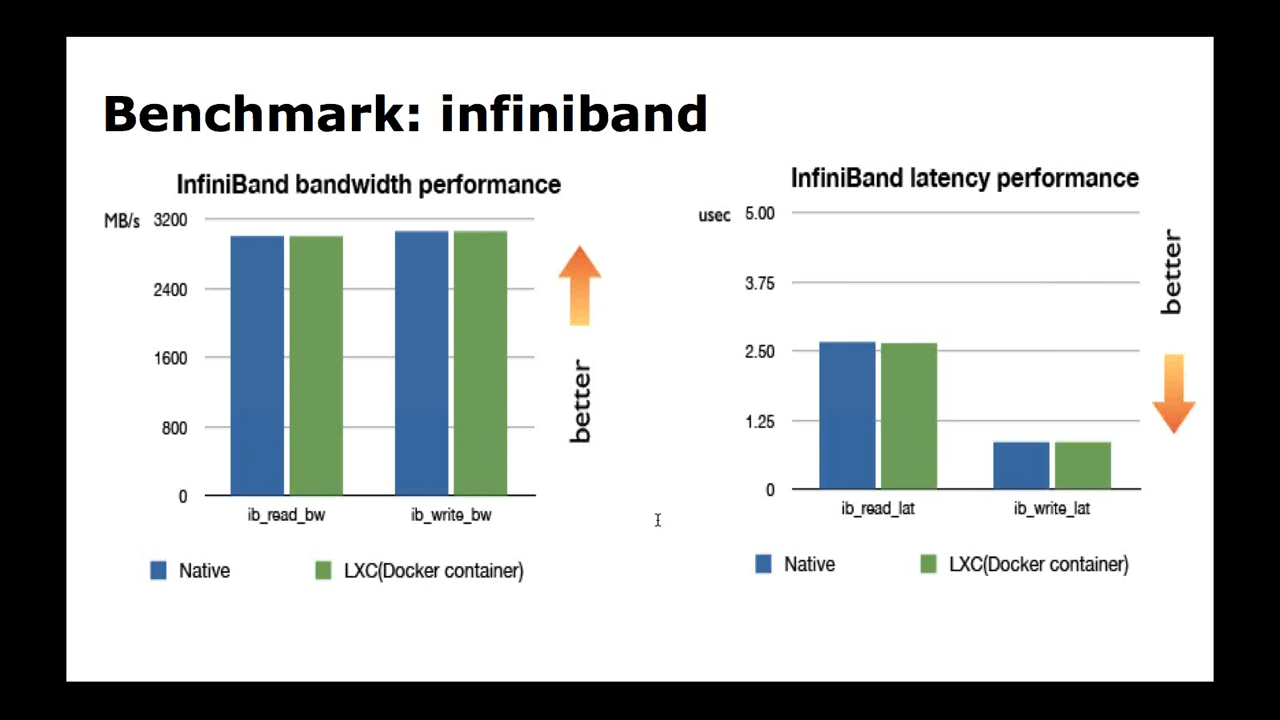 Benchmark: infiniband
InfiniBand bandwidth performance
MB/s
3200
2400
1600
800
0
ib_read_bw
ib_write_bw
better
Native
LXC(Docker container)
InfiniBand latency performance
usec
5.00
3.75
2.50
1.25
0
ib_read_lat
ib_write_lat
better
Native
LXC(Docker container)